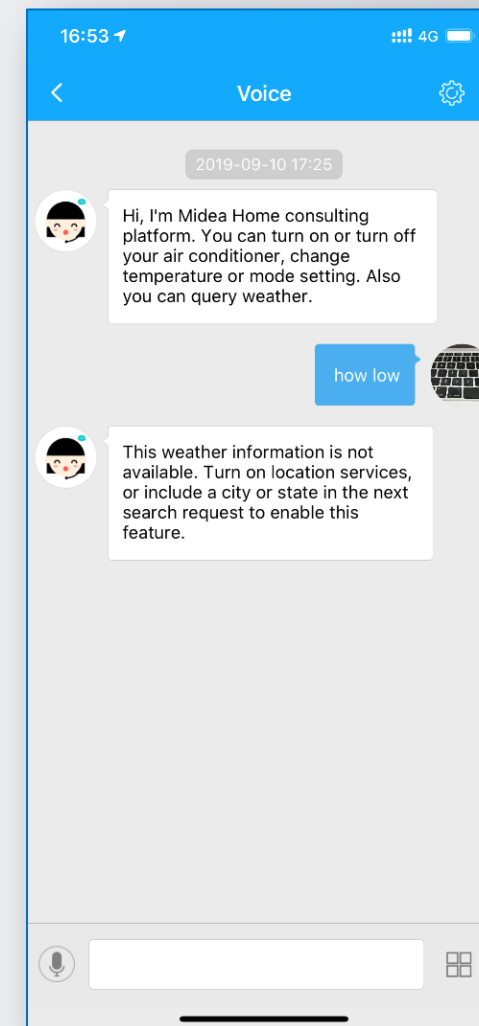 16:53
4G
Voice
2019-09-10 17:25
Hi, I'm Midea Home consulting
platform. You can turn on or turn off
your air conditioner, change
temperature or mode setting. Also
you can query weather.
how low
This weather information is not
available. Turn on location services,
or include a city or state in the next
search request to enable this
feature.